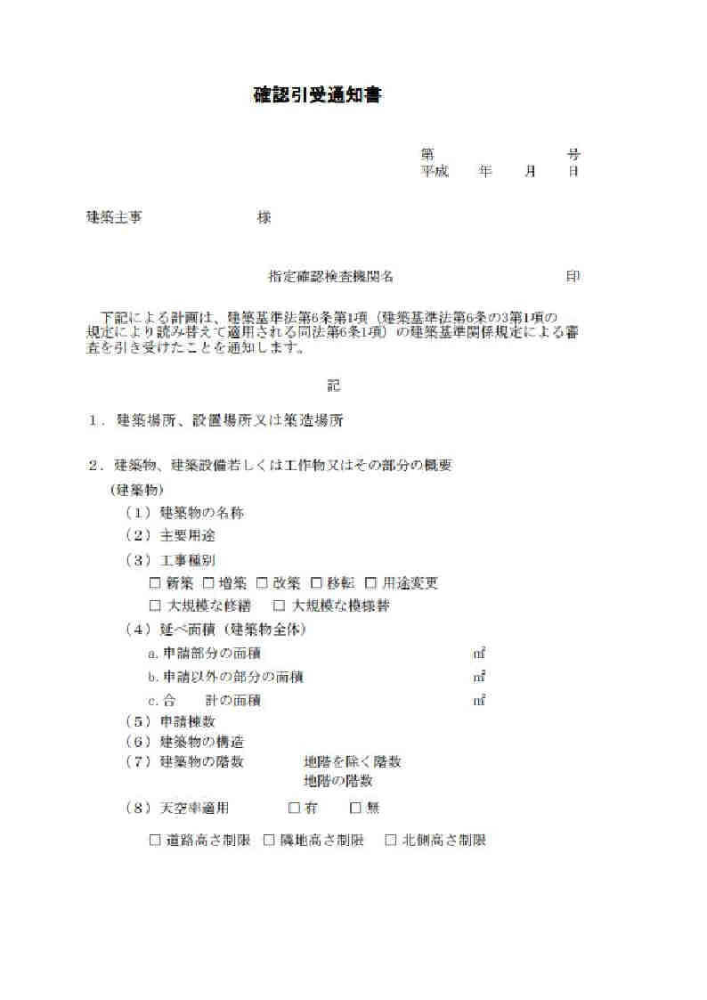 確認引受通知書
第　　　　　　　　　号
平成　　年　　月　　日
建築主事　　　　　　　　様
指定確認検査機関名　　　　　　　　　　　　印
下記による計画は、建築基準法第6条第1項（建築基準法第6条の3第1項の
規定により読み替えて適用される同法第6条1項）の建築基準関係規定による審
査を引き受けたことを通知します。
記
１．建築場所、設置場所又は築造場所
２．建築物、建築設備若しくは工作物又はその部分の概要
（建築物）
（１）建築物の名称
（２）主要用途
（３）工事種別
□ 新築 □ 増築 □ 改築 □ 移転 □ 用途変更
□ 大規模な修繕　□ 大規模な模様替
（４）延べ面積（建築物全体）
a.申請部分の面積　　　　　　　　　　　　㎡
b.申請以外の部分の面積　　　　　　　　　㎡
c.合　　計の面積　　　　　　　　　　　　㎡
（５）申請棟数
（６）建築物の構造
（７）建築物の階数　　　　地階を除く階数
地階の階数
（８）天空率適用　　　　□ 有　　□ 無
□ 道路高さ制限 □ 隣地高さ制限　□ 北側高さ制限